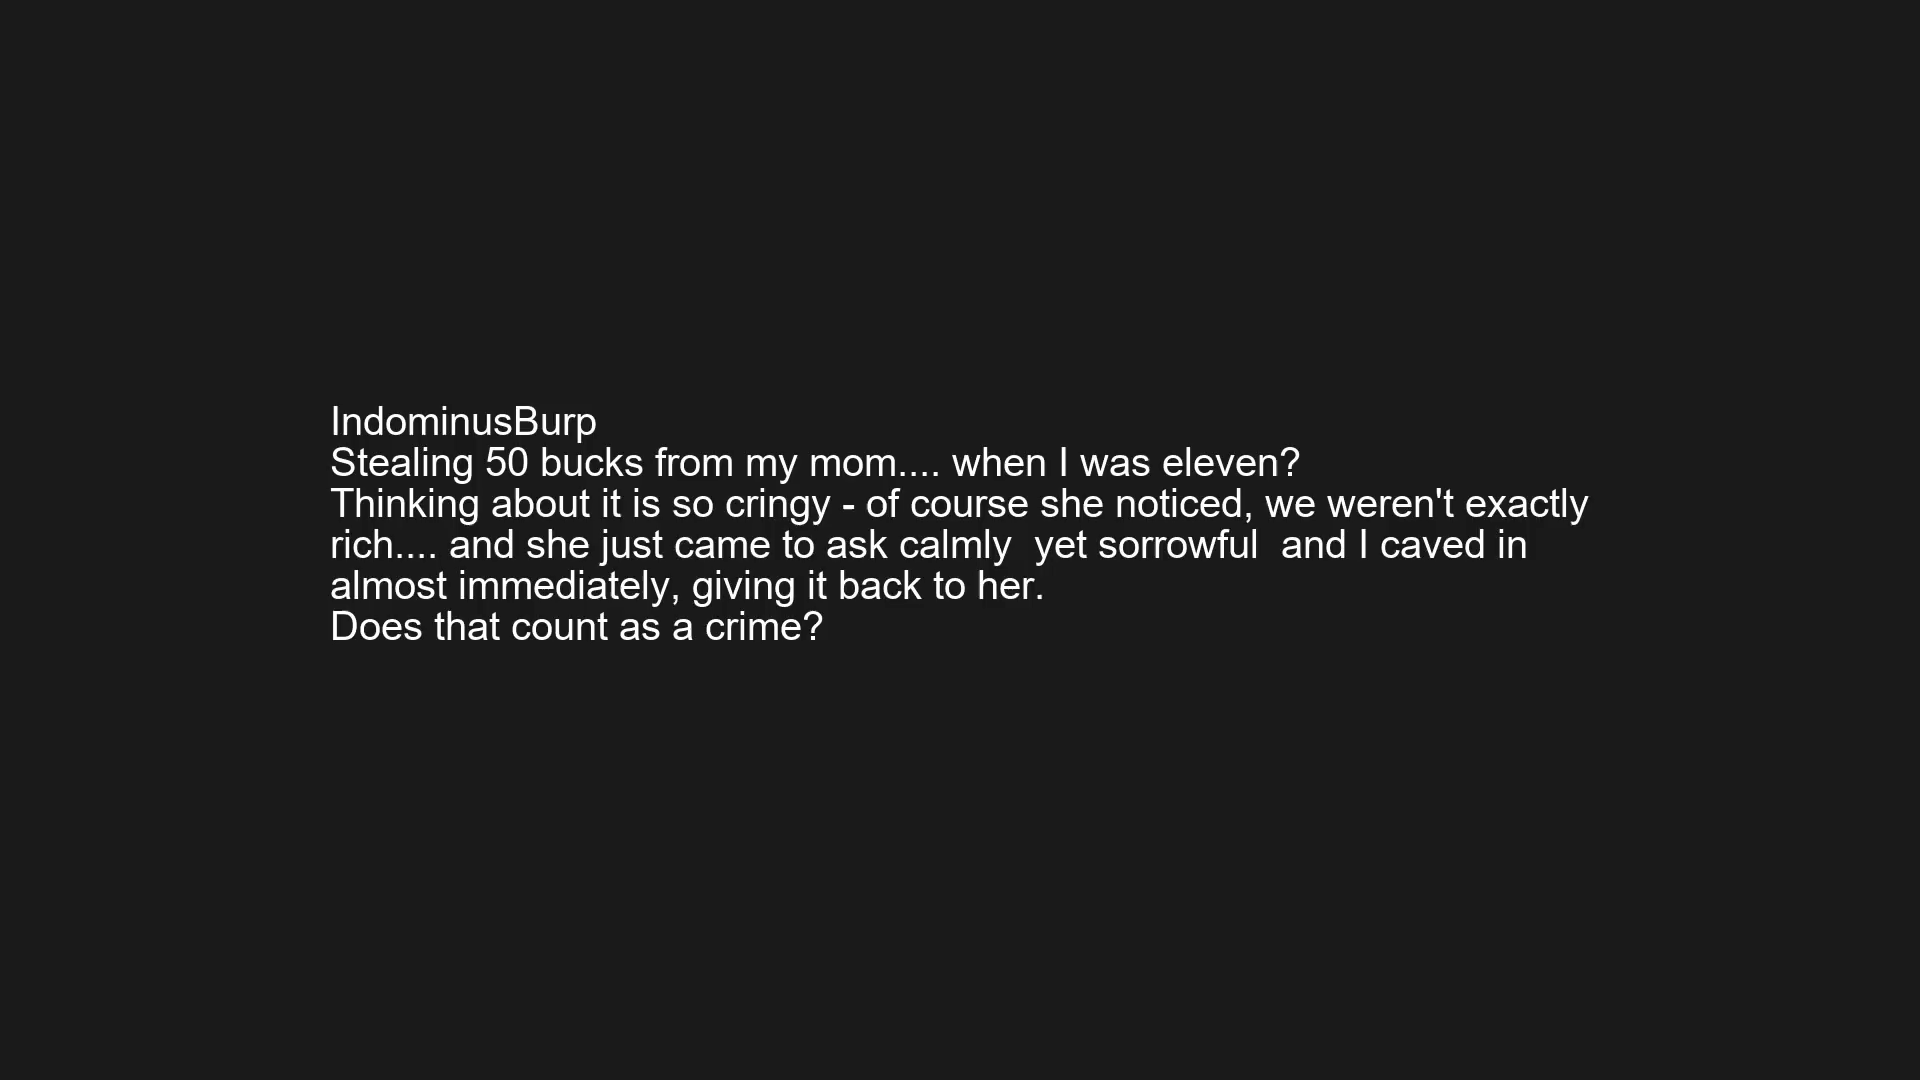 IndominusBurp
Stealing 50 bucks from my mom.... when I was eleven?
Thinking about it is so cringy - of course she noticed, we weren't exactly
rich.... and she just came to ask calmly  yet sorrowful  and I caved in
almost immediately, giving it back to her.
Does that count as a crime?